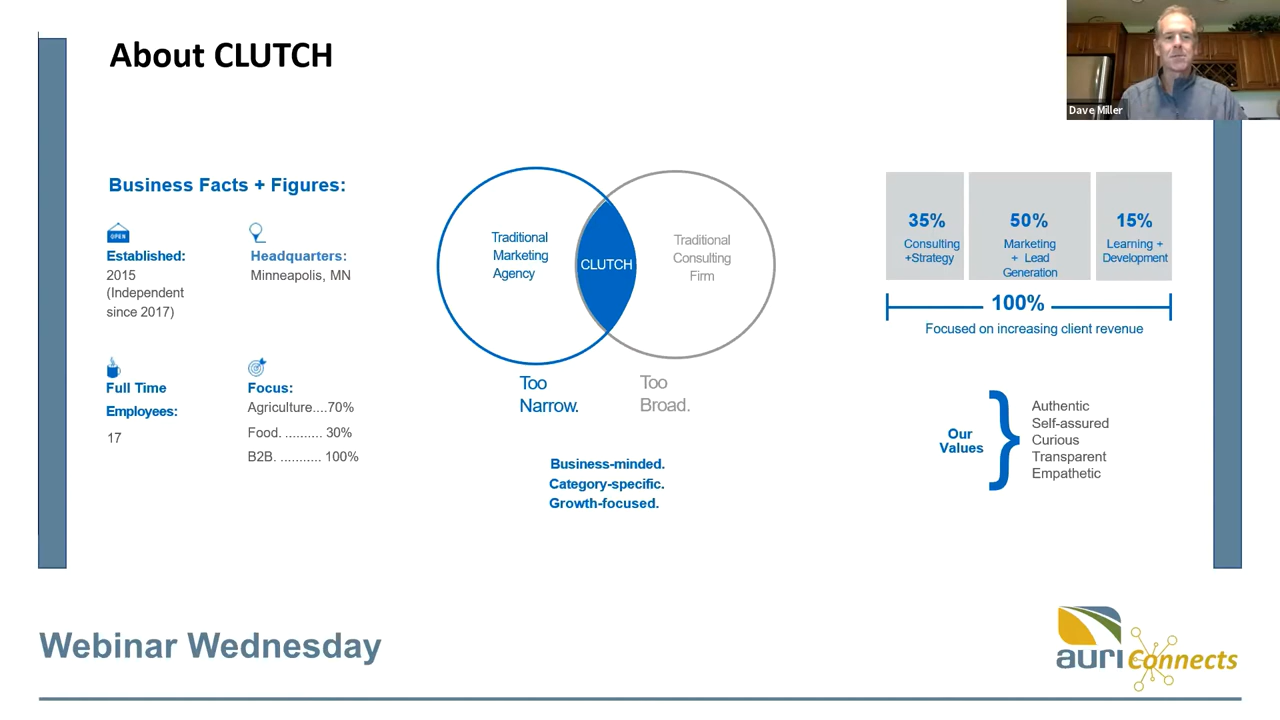 About CLUTCH
Dave Miller
Business Facts + Figures:
OPEN
Established:
2015
(Independent
since 2017)
Headquarters:
Minneapolis, MN
Full Time
Employees:
17
Focus:
Agriculture....70%
Food. .......... 30%
B2B. ........... 100%
Traditional
Marketing
Agency
CLUTCH
Traditional
Consulting
Firm
Too
Narrow.
Too
Broad.
Business-minded.
Category-specific.
Growth-focused.
35%
Consulting
+Strategy
50%
Marketing
+ Lead
Generation
15%
Learning +
Development
100%
Focused on increasing client revenue
Our
Values
Authentic
Self-assured
Curious
Transparent
Empathetic
Webinar Wednesday
auri Connects